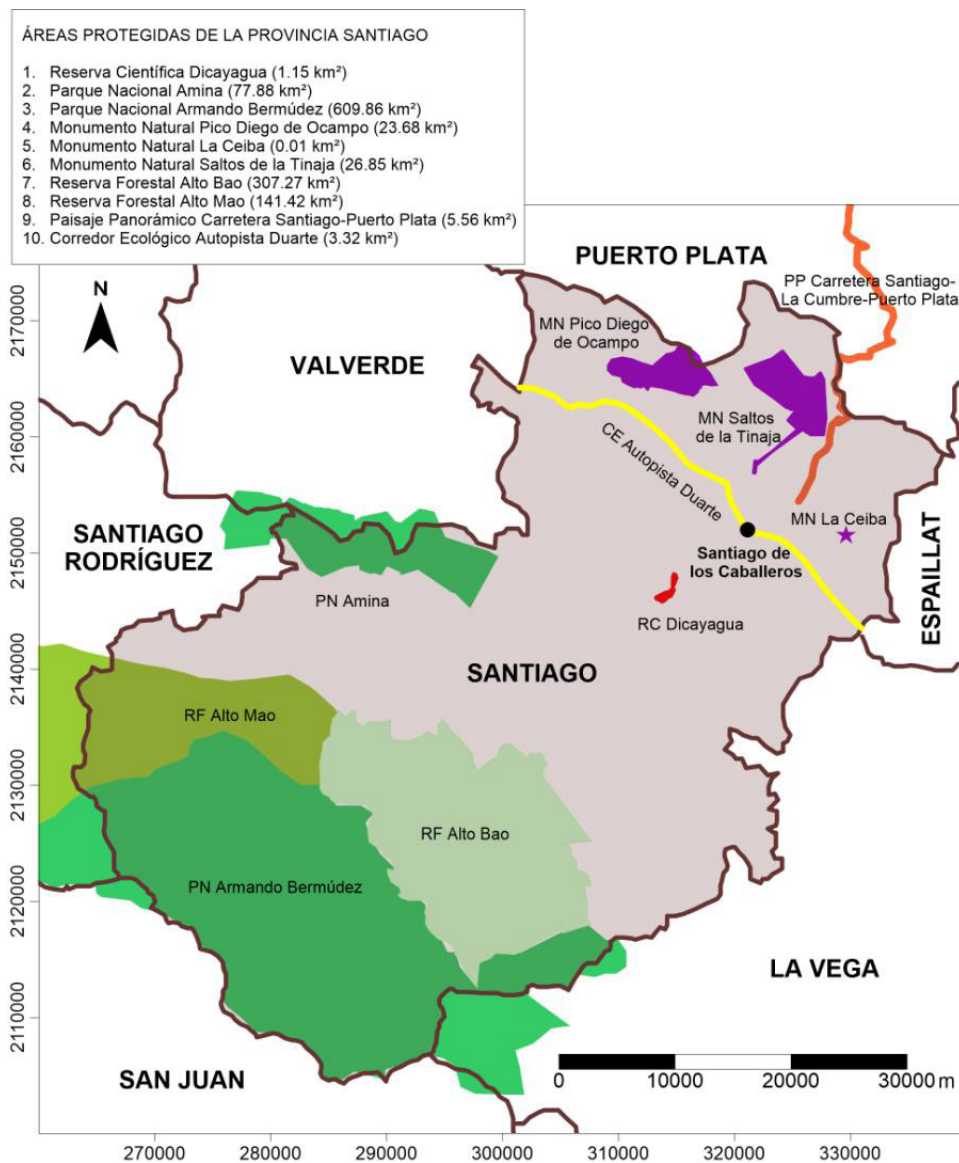 ÁREAS PROTEGIDAS DE LA PROVINCIA SANTIAGO
1. Reserva Científica Dicayagua (1.15 km²)
2. Parque Nacional Amina (77.88 km²)
3. Parque Nacional Armando Bermúdez (609.86 km²)
4. Monumento Natural Pico Diego de Ocampo (23.68 km²)
5. Monumento Natural La Ceiba (0.01 km²)
6. Monumento Natural Saltos de la Tinaja (26.85 km²)
7. Reserva Forestal Alto Bao (307.27 km²)
8. Reserva Forestal Alto Mao (141.42 km²)
9. Paisaje Panorámico Carretera Santiago-Puerto Plata (5.56 km²)
10. Corredor Ecológico Autopista Duarte (3.32 km²)
PUERTO PLATA
PP Carretera Santiago-
La Cumbre-Puerto Plata
N
MN Pico Diego
de Ocampo
VALVERDE
MN Saltos
de la Tinaja
CE Autopista Duarte
MN La Ceiba
SANTIAGO
RODRÍGUEZ
Santiago de
los Caballeros
ESPAILLAT
PN Amina
RC Dicayagua
SANTIAGO
RF Alto Mao
RF Alto Bao
PN Armando Bermúdez
LA VEGA
SAN JUAN
0 10000 20000 30000 m
2170000
2160000
2150000
2140000
2130000
2120000
2110000
270000 280000 290000 300000 310000 320000 330000